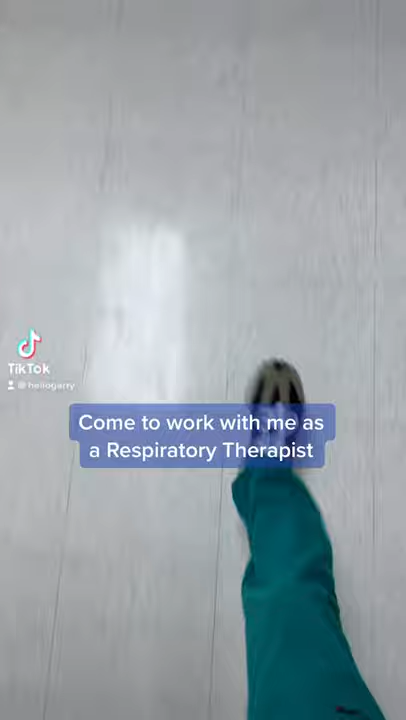 TikTok
@hellogarry
Come to work with me as
a Respiratory Therapist